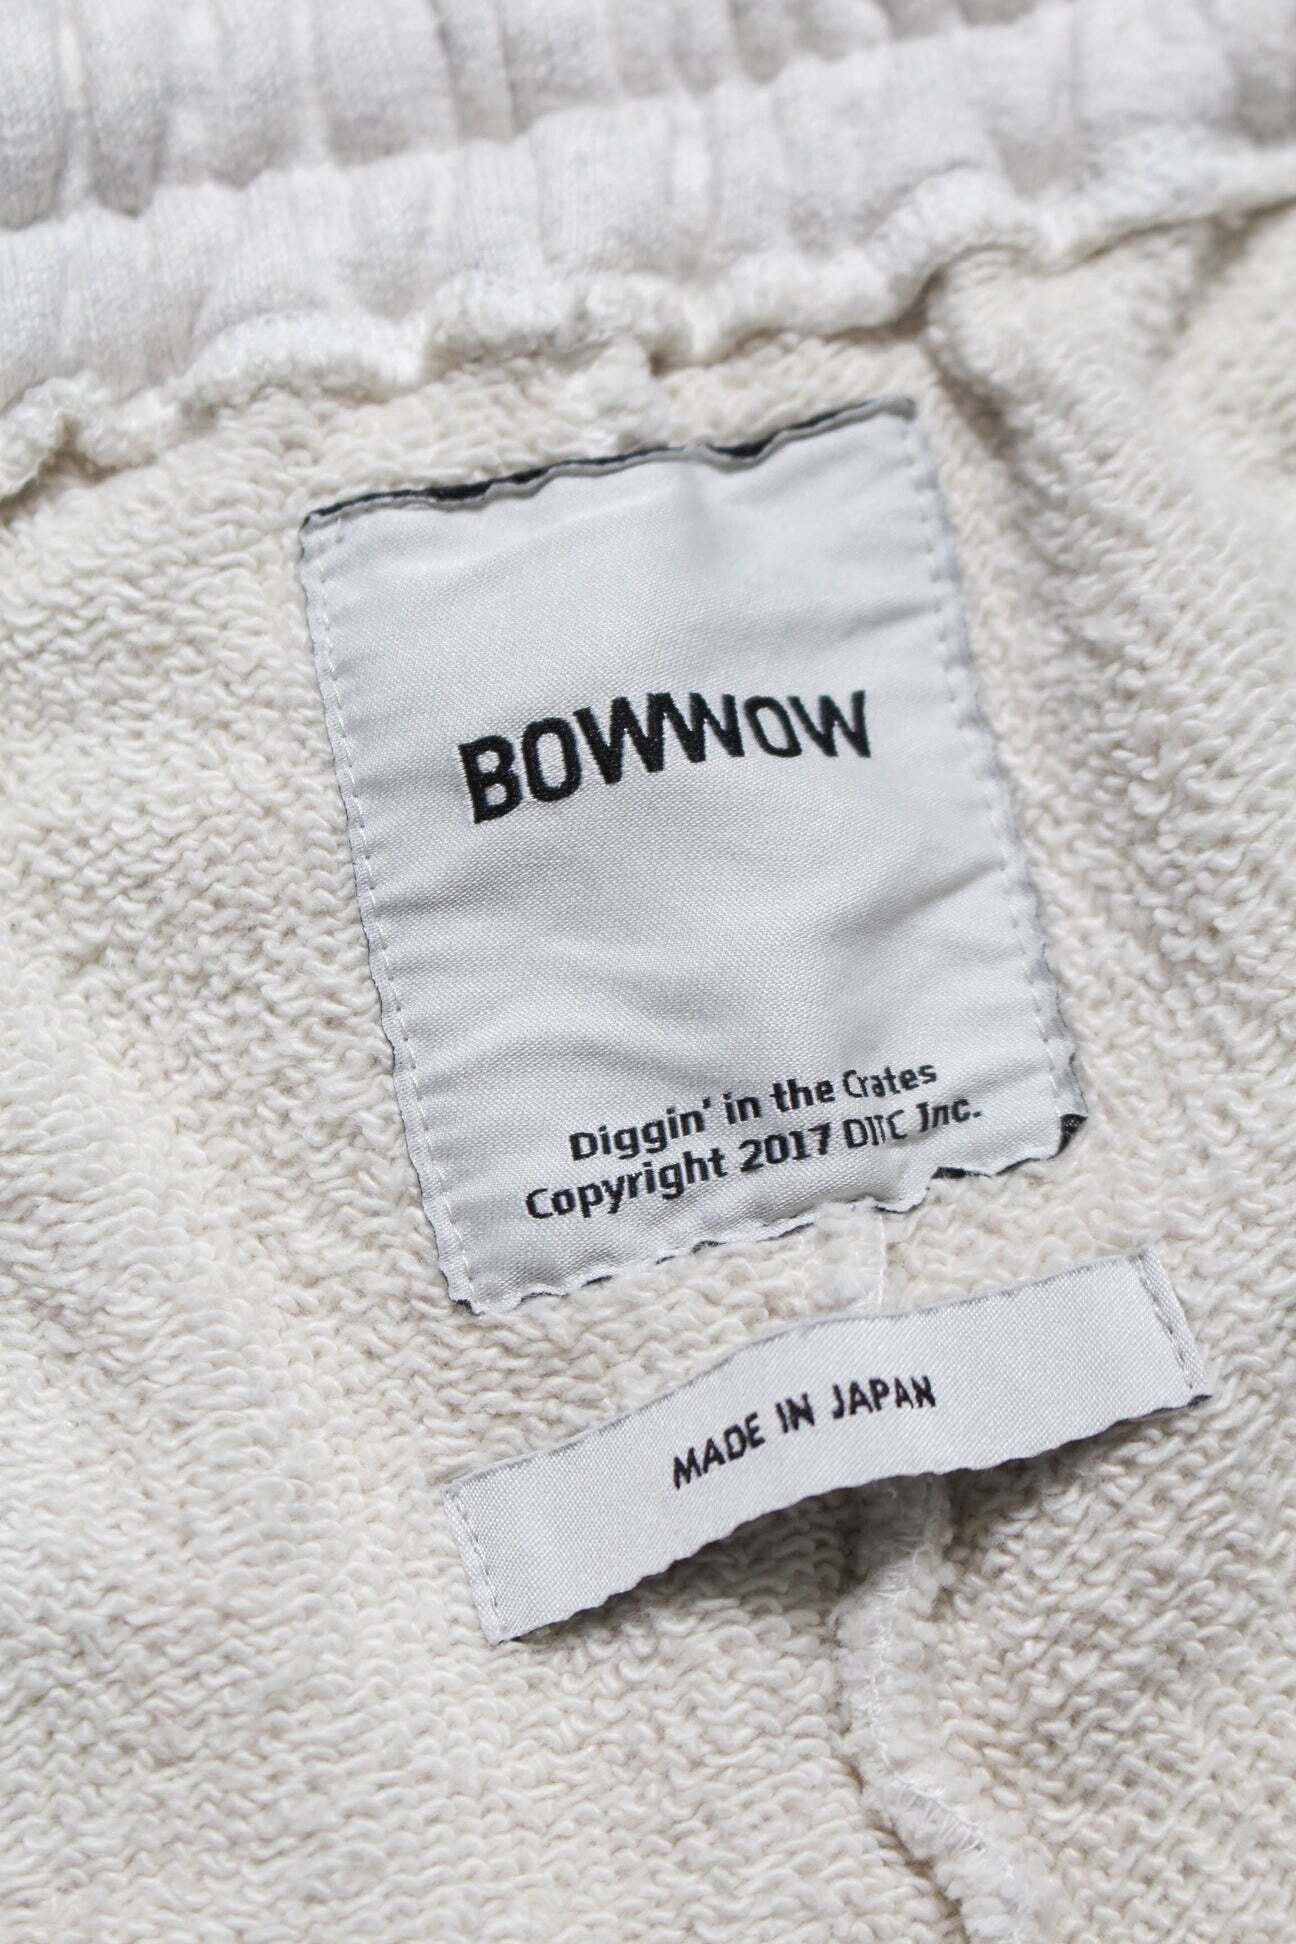 BOWWOW
Diggin' in the Crates
Copyright 2017 DITC Inc.
MADE IN JAPAN